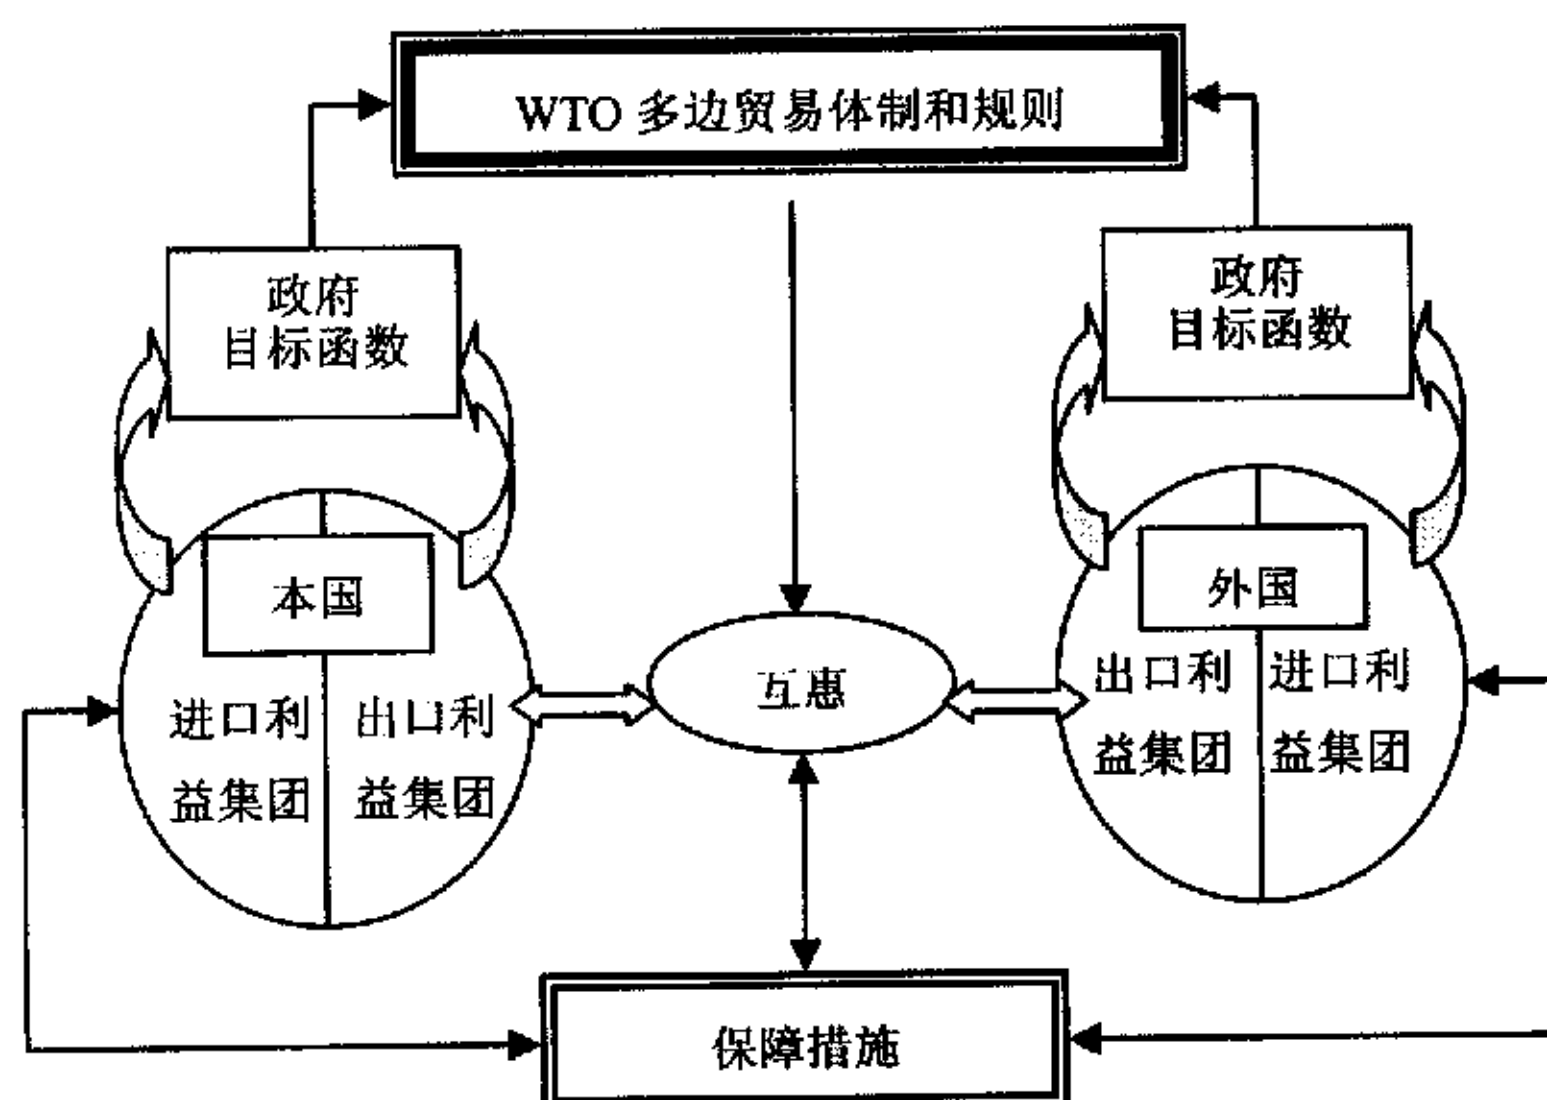 WTO 多边贸易体制和规则
政府
目标函数
政府
目标函数
本国
外国
进口利
益集团
出口利
益集团
互惠
出口利
益集团
进口利
益集团
保障措施